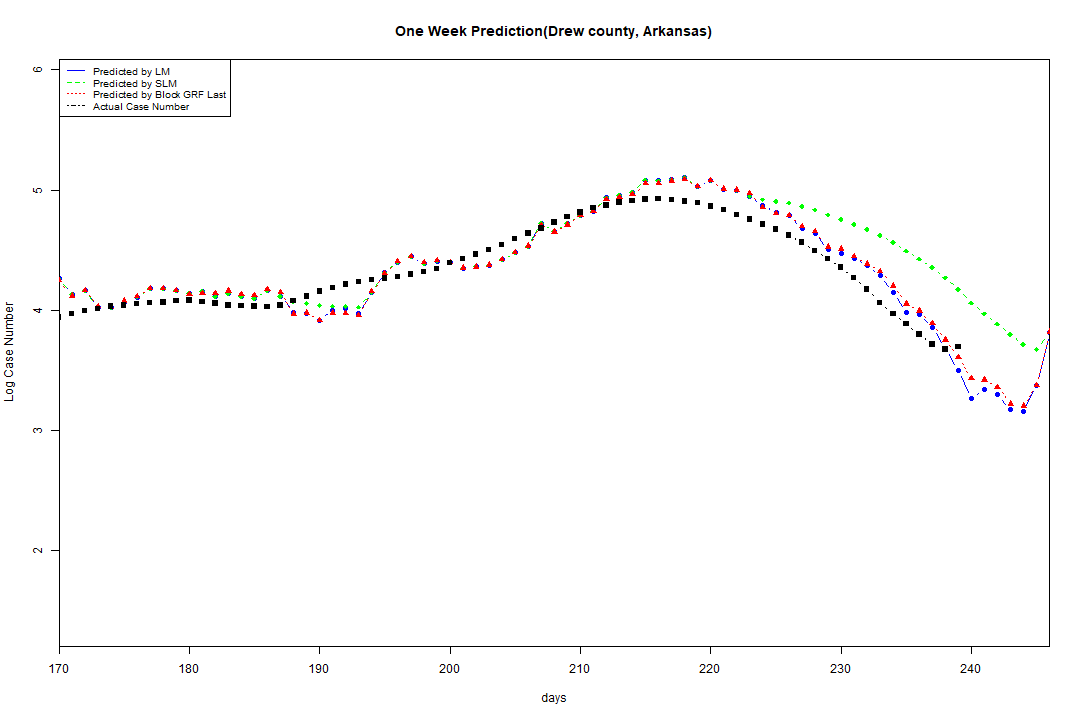 One Week Prediction(Drew county, Arkansas)
Predicted by LM
Predicted by SLM
Predicted by Block GRF Last
Actual Case Number
6
5
4
3
2
Log Case Number
170 180 190 200 210 220 230 240
days